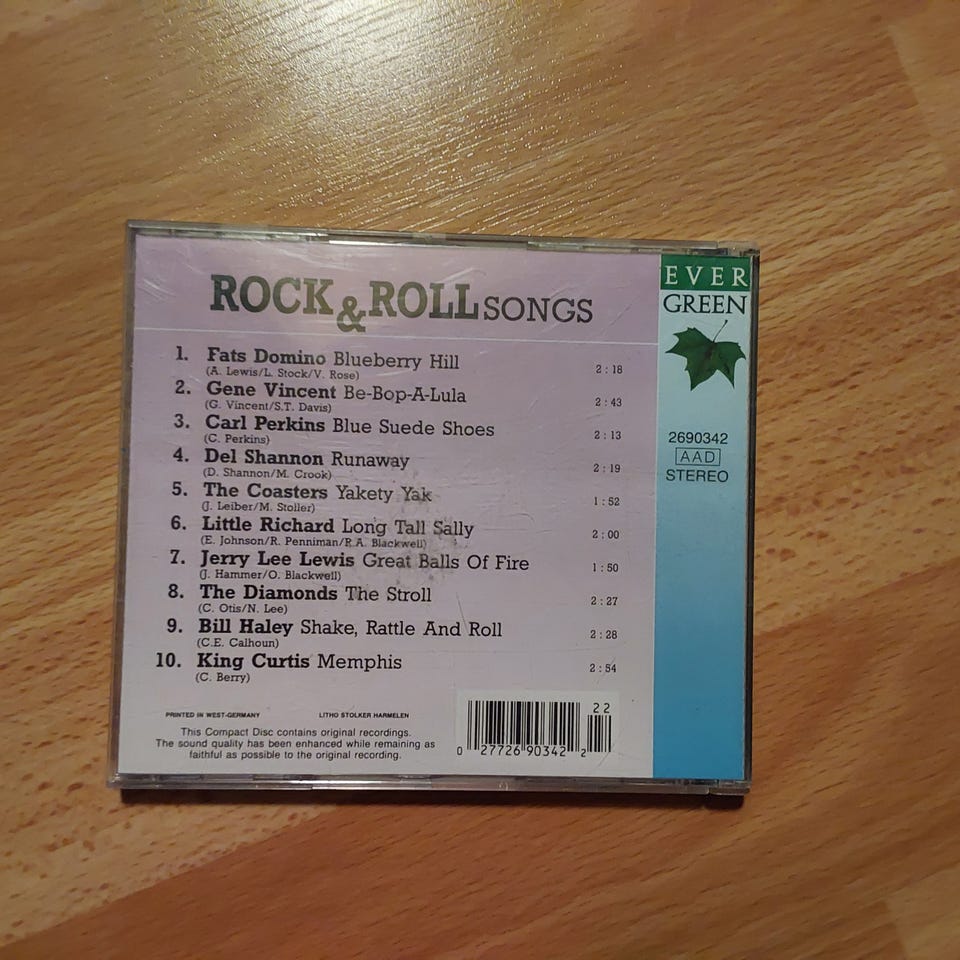 ROCK & ROLL SONGS
1. Fats Domino Blueberry Hill 2:18
(A. Lewis/L. Stock/V. Rose)
2. Gene Vincent Be-Bop-A-Lula 2:43
(G. Vincent/S.T. Davis)
3. Carl Perkins Blue Suede Shoes 2:13
(C. Perkins)
4. Del Shannon Runaway 2:19
(D. Shannon/M. Crook)
5. The Coasters Yakety Yak 1:52
(J. Leiber/M. Stoller)
6. Little Richard Long Tall Sally 2:00
(E. Johnson/R. Penniman/R.A. Blackwell)
7. Jerry Lee Lewis Great Balls Of Fire 1:50
(J. Hammer/O. Blackwell)
8. The Diamonds The Stroll 2:27
(C. Otis/N. Lee)
9. Bill Haley Shake, Rattle And Roll 2:28
(C.E. Calhoun)
10. King Curtis Memphis 2:54
(C. Berry)
PRINTED IN WEST-GERMANY LITHO STOLKER HARMELEN
This Compact Disc contains original recordings.
The sound quality has been enhanced while remaining as
faithful as possible to the original recording.
22
0 27726 90342 2
EVER
GREEN
2690342
AAD
STEREO